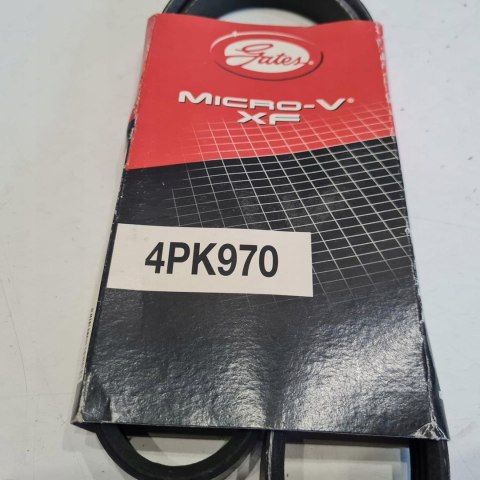 Gates
MICRO-V®
XF
4PK970